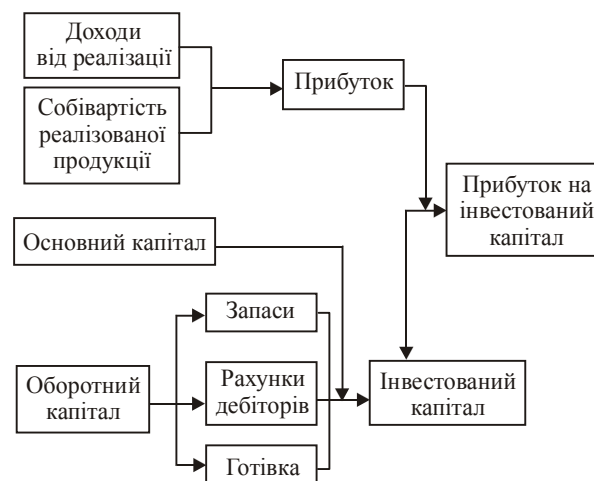 Доходи
від реалізації
Собівартість
реалізованої
продукції
Прибуток
Прибуток на
інвестований
капітал
Основний капітал
Запаси
Оборотний
капітал
Рахунки
дебіторів
Готівка
Інвестований
капітал